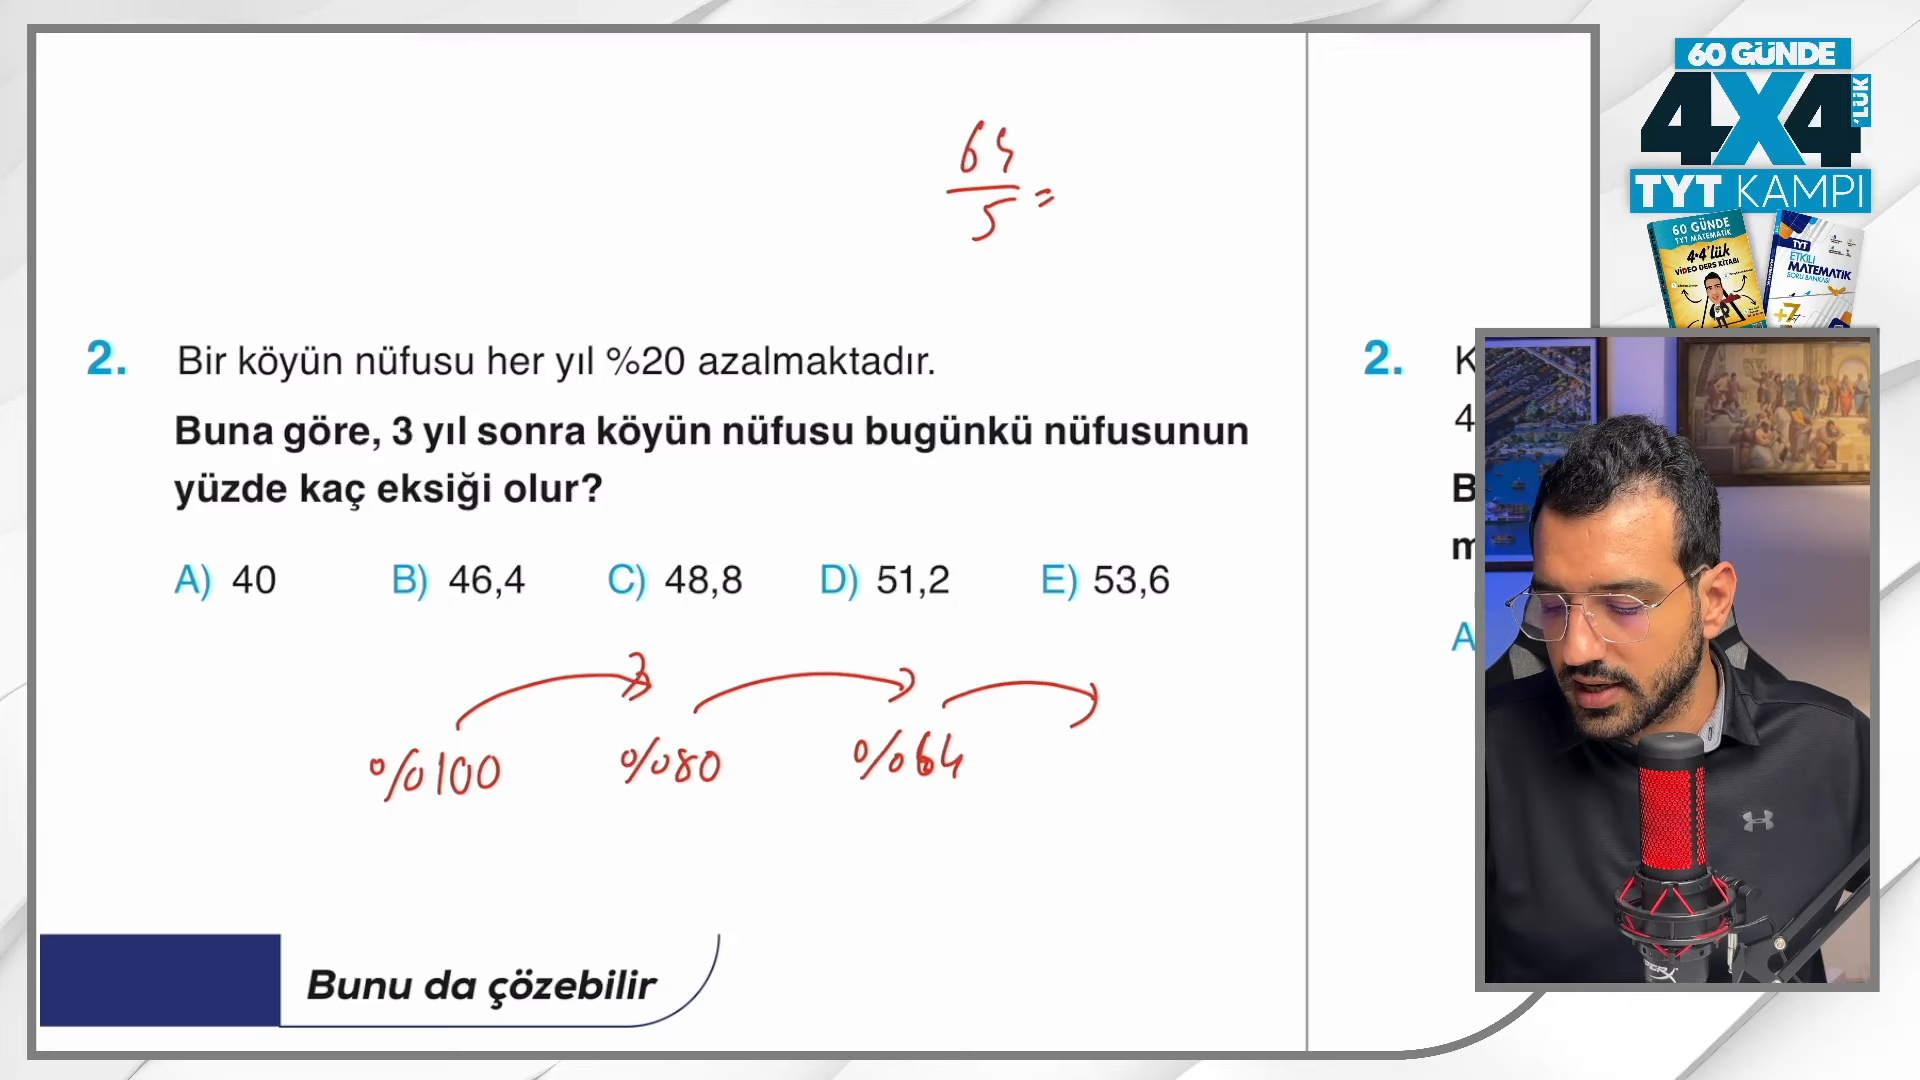 64
5
=
2. Bir köyün nüfusu her yıl %20 azalmaktadır.
Buna göre, 3 yıl sonra köyün nüfusu bugünkü nüfusunun
yüzde kaç eksiği olur?
A) 40 B) 46,4 C) 48,8 D) 51,2 E) 53,6
%100 %80 %64
Bunu da çözebilir
2. K
4
B
m
A
60 GÜNDE
4X4'LÜK
TYT KAMPI
60 GÜNDE
TYT MATEMATİK
4x4'lük
VİDEO DERS KİTABI
TYT
ETKİLİ
MATEMATİK
SORU BANKASI
+7